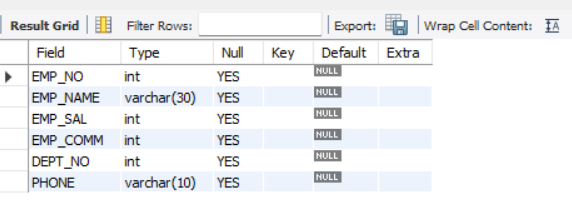 Result Grid Filter Rows: Export: Wrap Cell Content: IA
Field Type Null Key Default Extra
EMP_NO int YES NULL
EMP_NAME varchar(30) YES NULL
EMP_SAL int YES NULL
EMP_COMM int YES NULL
DEPT_NO int YES NULL
PHONE varchar(10) YES NULL